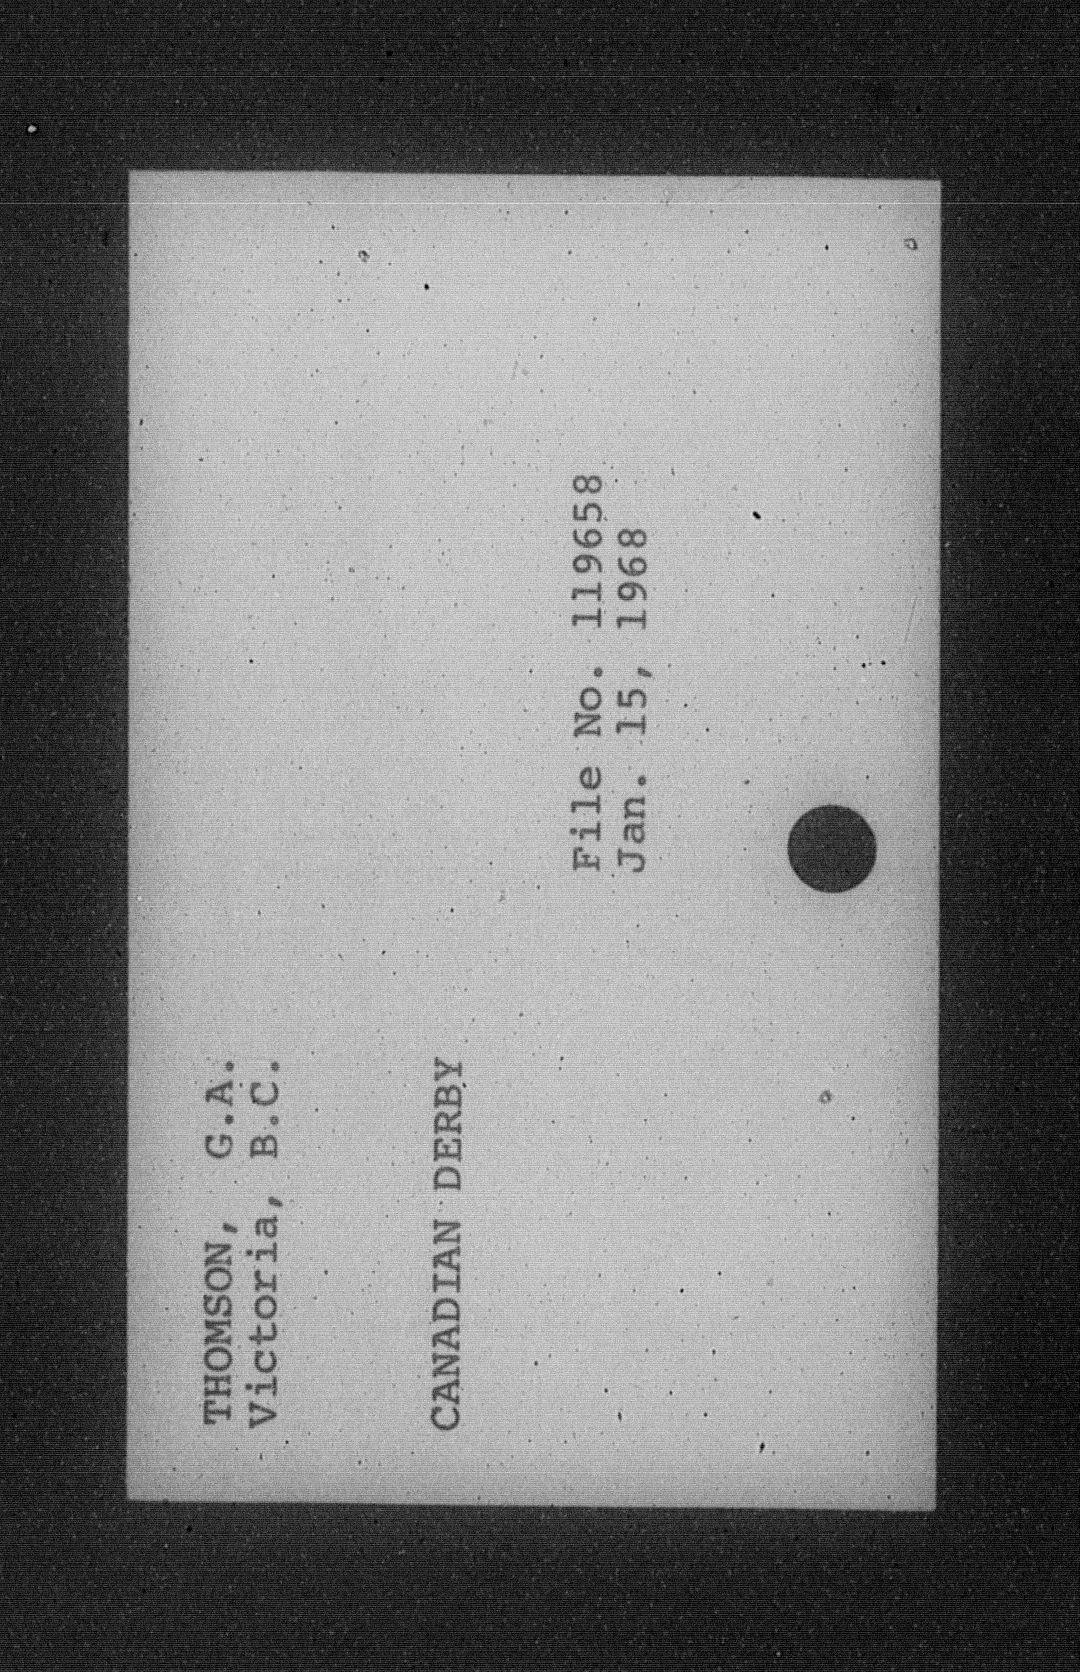 THOMSON, G.A.
Victoria, B.C.
CANADIAN DERBY
File No. 119658
Jan. 15, 1968